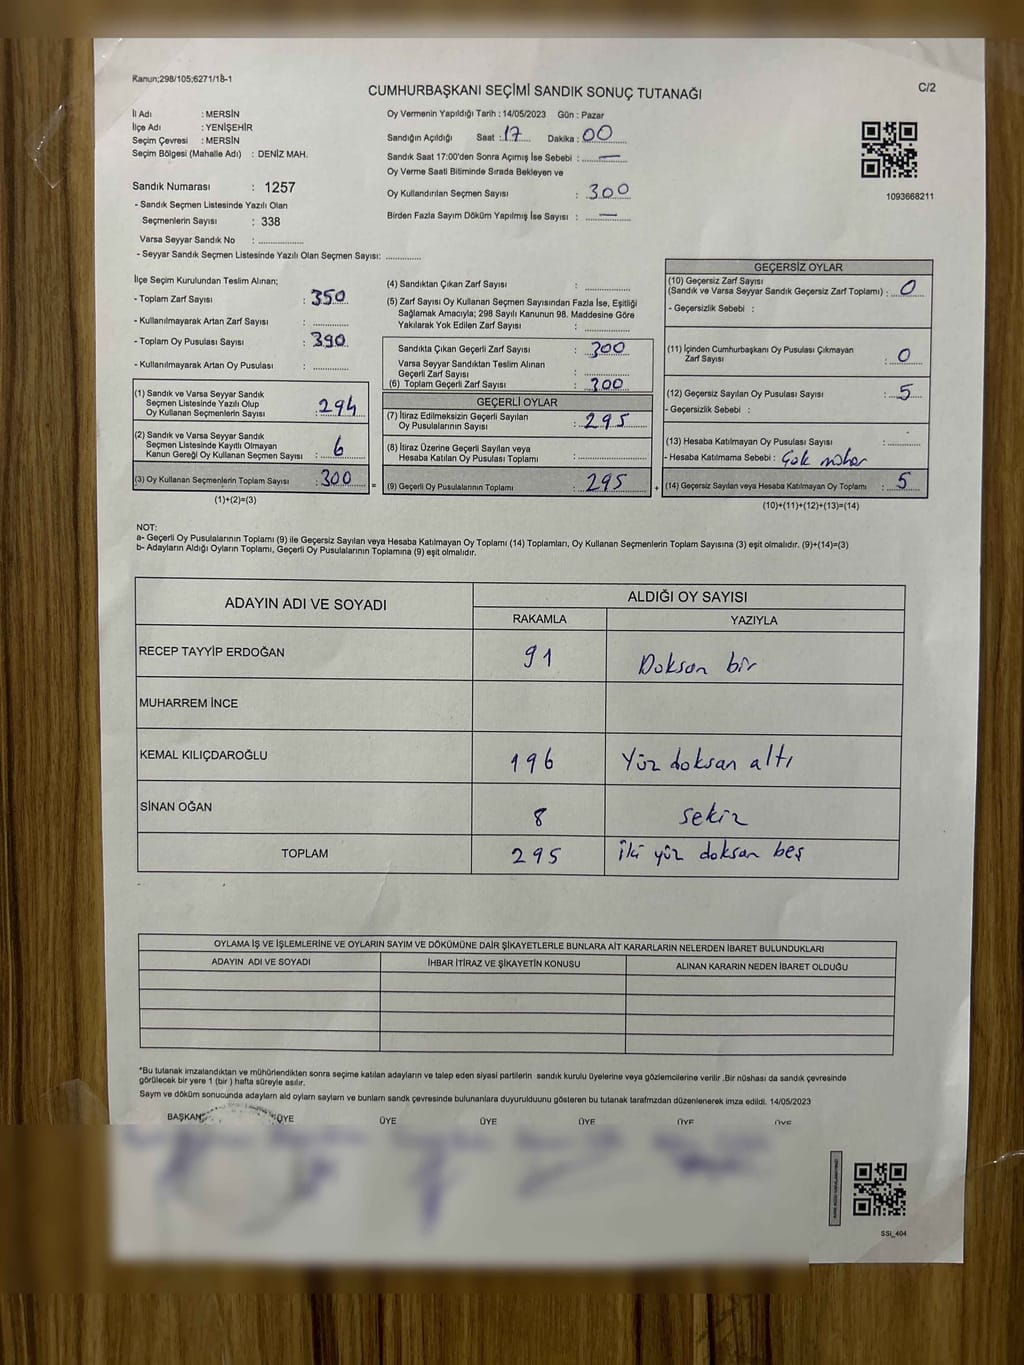 Kanun;298/105;6271/18-1
C/2
CUMHURBAŞKANI SEÇİMİ SANDIK SONUÇ TUTANAĞI
İl Adı : MERSİN
İlçe Adı : YENİŞEHİR
Seçim Çevresi : MERSİN
Seçim Bölgesi (Mahalle Adı) : DENİZ MAH.
Sandık Numarası : 1257
- Sandık Seçmen Listesinde Yazılı Olan
Seçmenlerin Sayısı : 338
Varsa Seyyar Sandık No : ..............
- Seyyar Sandık Seçmen Listesinde Yazılı Olan Seçmen Sayısı: ..............
Oy Vermenin Yapıldığı Tarih : 14/05/2023 Gün : Pazar
Sandığın Açıldığı Saat : 17 Dakika : 00
Sandık Saat 17:00'den Sonra Açımış İse Sebebi : —
Oy Verme Saati Bitiminde Sırada Bekleyen ve
Oy Kullandırılan Seçmen Sayısı : 300
Birden Fazla Sayım Döküm Yapılmış İse Sayısı : —
1093668211
İlçe Seçim Kurulundan Teslim Alınan;
- Toplam Zarf Sayısı : 350
- Kullanılmayarak Artan Zarf Sayısı : ..............
- Toplam Oy Pusulası Sayısı : 390
- Kullanılmayarak Artan Oy Pusulası : ..............
(1) Sandık ve Varsa Seyyar Sandık
Seçmen Listesinde Yazılı Olup
Oy Kullanan Seçmenlerin Sayısı : 294
(2) Sandık ve Varsa Seyyar Sandık
Seçmen Listesinde Kayıtlı Olmayan
Kanun Gereği Oy Kullanan Seçmen Sayısı : 6
(3) Oy Kullanan Seçmenlerin Toplam Sayısı : 300
(1)+(2)=(3)
(4) Sandıktan Çıkan Zarf Sayısı : ..............
(5) Zarf Sayısı Oy Kullanan Seçmen Sayısından Fazla İse, Eşitliği
Sağlamak Amacıyla; 298 Sayılı Kanunun 98. Maddesine Göre
Yakılarak Yok Edilen Zarf Sayısı : ..............
Sandıkta Çıkan Geçerli Zarf Sayısı : 300
Varsa Seyyar Sandıktan Teslim Alınan
Geçerli Zarf Sayısı : ..............
(6) Toplam Geçerli Zarf Sayısı : 300
GEÇERLİ OYLAR
(7) İtiraz Edilmeksizin Geçerli Sayılan
Oy Pusulalarının Sayısı : 295
(8) İtiraz Üzerine Geçerli Sayılan veya
Hesaba Katılan Oy Pusulası Toplamı : ..............
= (9) Geçerli Oy Pusulalarının Toplamı : 295 +
GEÇERSİZ OYLAR
(10) Geçersiz Zarf Sayısı
(Sandık ve Varsa Seyyar Sandık Geçersiz Zarf Toplamı) : 0
- Geçersizlik Sebebi :
(11) İçinden Cumhurbaşkanı Oy Pusulası Çıkmayan
Zarf Sayısı : 0
(12) Geçersiz Sayılan Oy Pusulası Sayısı : 5
- Geçersizlik Sebebi :
(13) Hesaba Katılmayan Oy Pusulası Sayısı : ..............
- Hesaba Katılmama Sebebi : Çok mühür
(14) Geçersiz Sayılan veya Hesaba Katılmayan Oy Toplamı : 5
(10)+(11)+(12)+(13)=(14)
NOT:
a- Geçerli Oy Pusulalarının Toplamı (9) ile Geçersiz Sayılan veya Hesaba Katılmayan Oy Toplamı (14) Toplamları, Oy Kullanan Seçmenlerin Toplam Sayısına (3) eşit olmalıdır. (9)+(14)=(3)
b- Adayların Aldığı Oyların Toplamı, Geçerli Oy Pusulalarının Toplamına (9) eşit olmalıdır.
ADAYIN ADI VE SOYADI
ALDIĞI OY SAYISI
RAKAMLA YAZIYLA
RECEP TAYYİP ERDOĞAN 91 Doksan bir
MUHARREM İNCE
KEMAL KILIÇDAROĞLU 196 Yüz doksan altı
SİNAN OĞAN 8 sekiz
TOPLAM 295 İki yüz doksan beş
OYLAMA İŞ VE İŞLEMLERİNE VE OYLARIN SAYIM VE DÖKÜMÜNE DAİR ŞİKAYETLERLE BUNLARA AİT KARARLARIN NELERDEN İBARET BULUNDUKLARI
ADAYIN ADI VE SOYADI İHBAR İTİRAZ VE ŞİKAYETİN KONUSU ALINAN KARARIN NEDEN İBARET OLDUĞU
*Bu tutanak imzalandıktan ve mühürlendikten sonra seçime katılan adayların ve talep eden siyasi partilerin sandık kurulu üyelerine veya gözlemcilerine verilir .Bir nüshası da sandık çevresinde
görülecek bir yere 1 (bir ) hafta süreyle asılır.
Sayım ve döküm sonucunda adayların ald oyların sayların ve bunlarn sandk çevresinde bulunanlara duyurulduunu gösteren bu tutanak tarafmzdan düzenlenerek imza edildi. 14/05/2023
BAŞKAN ÜYE ÜYE ÜYE ÜYE ÜYE ÜYE
SSİ_404